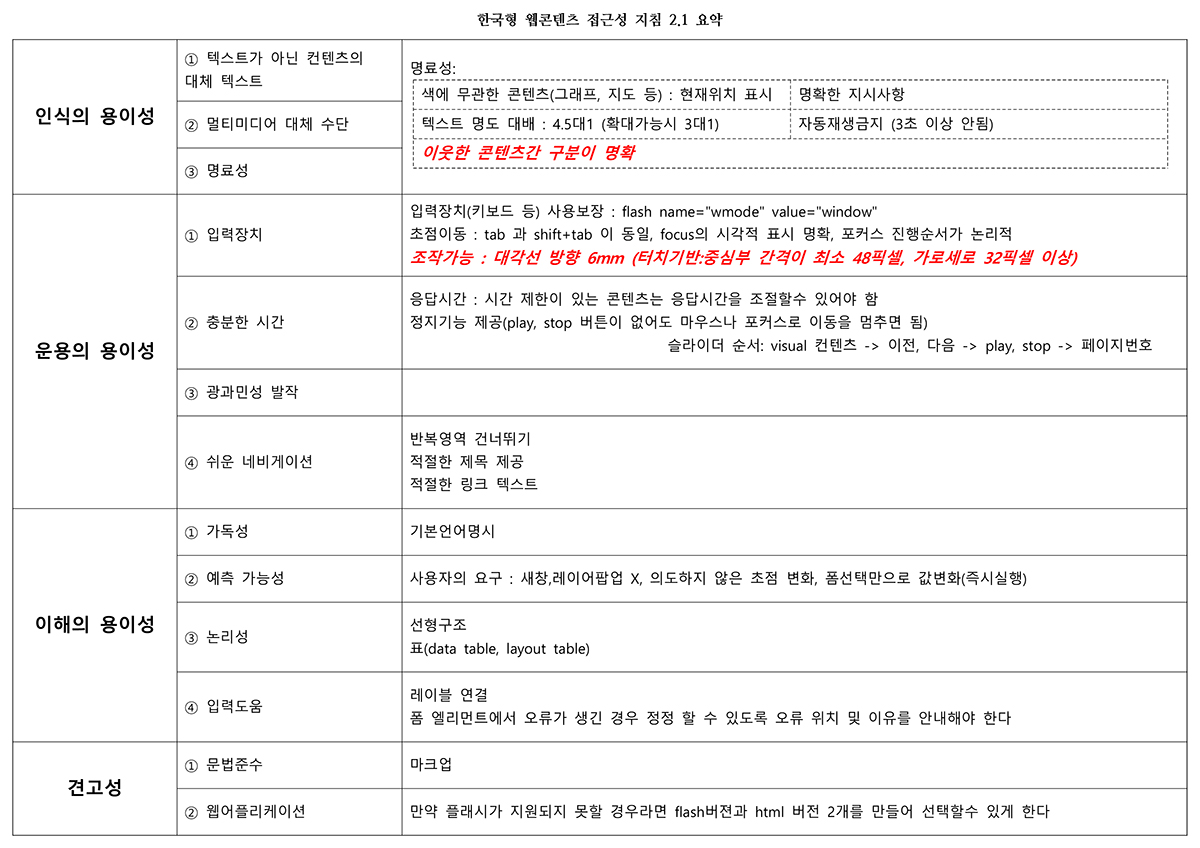 한국형 웹콘텐츠 접근성 지침 2.1 요약
인식의 용이성
① 텍스트가 아닌 컨텐츠의
대체 텍스트
② 멀티미디어 대체 수단
③ 명료성
명료성:
색에 무관한 콘텐츠(그래프, 지도 등) : 현재위치 표시
명확한 지시사항
텍스트 명도 대배 : 4.5대1 (확대가능시 3대1)
자동재생금지 (3초 이상 안됨)
이웃한 콘텐츠간 구분이 명확
운용의 용이성
① 입력장치
입력장치(키보드 등) 사용보장 : flash name="wmode" value="window"
초점이동 : tab 과 shift+tab 이 동일, focus의 시각적 표시 명확, 포커스 진행순서가 논리적
조작가능 : 대각선 방향 6mm (터치기반:중심부 간격이 최소 48픽셀, 가로세로 32픽셀 이상)
② 충분한 시간
응답시간 : 시간 제한이 있는 콘텐츠는 응답시간을 조절할수 있어야 함
정지기능 제공(play, stop 버튼이 없어도 마우스나 포커스로 이동을 멈추면 됨)
슬라이더 순서: visual 컨텐츠 -> 이전, 다음 -> play, stop -> 페이지번호
③ 광과민성 발작
④ 쉬운 네비게이션
반복영역 건너뛰기
적절한 제목 제공
적절한 링크 텍스트
이해의 용이성
① 가독성
기본언어명시
② 예측 가능성
사용자의 요구 : 새창,레이어팝업 X, 의도하지 않은 초점 변화, 폼선택만으로 값변화(즉시실행)
③ 논리성
선형구조
표(data table, layout table)
④ 입력도움
레이블 연결
폼 엘리먼트에서 오류가 생긴 경우 정정 할 수 있도록 오류 위치 및 이유를 안내해야 한다
견고성
① 문법준수
마크업
② 웹어플리케이션
만약 플래시가 지원되지 못할 경우라면 flash버젼과 html 버전 2개를 만들어 선택할수 있게 한다